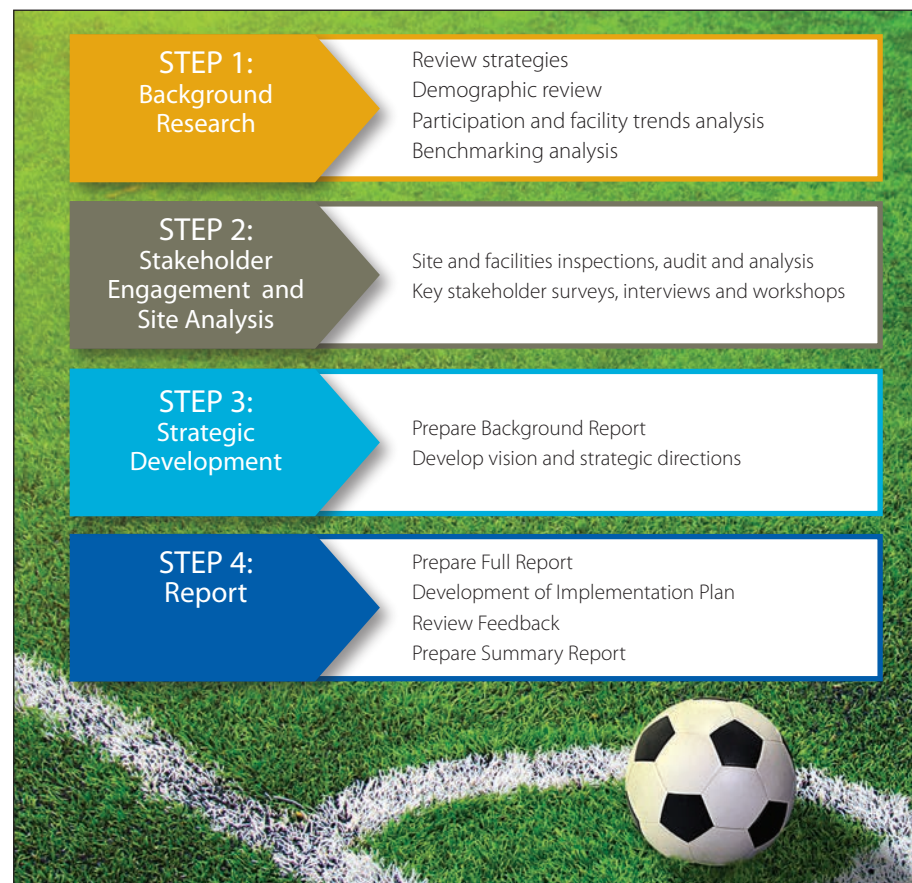 STEP 1:
Background
Research
Review strategies
Demographic review
Participation and facility trends analysis
Benchmarking analysis
STEP 2:
Stakeholder
Engagement and
Site Analysis
Site and facilities inspections, audit and analysis
Key stakeholder surveys, interviews and workshops
STEP 3:
Strategic
Development
Prepare Background Report
Develop vision and strategic directions
STEP 4:
Report
Prepare Full Report
Development of Implementation Plan
Review Feedback
Prepare Summary Report